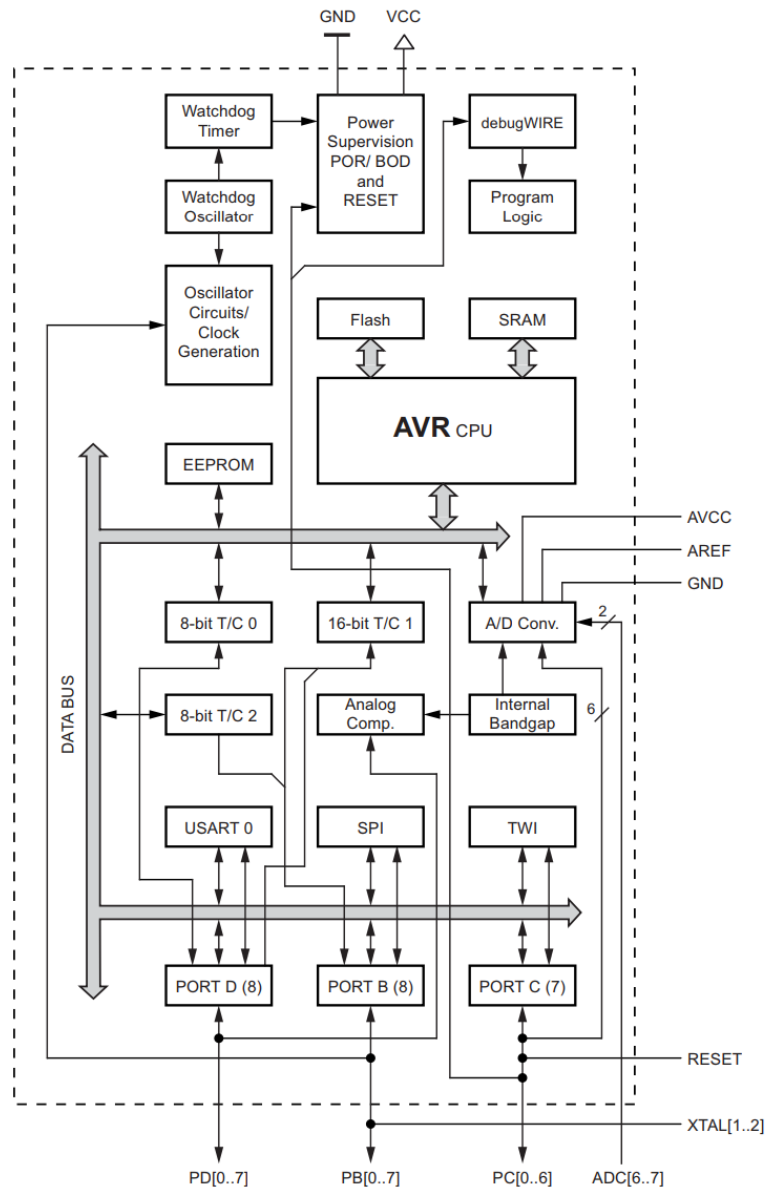 GND
VCC
Watchdog
Timer
Power
Supervision
POR/ BOD
and
RESET
debugWIRE
Watchdog
Oscillator
Program
Logic
Oscillator
Circuits/
Clock
Generation
Flash
SRAM
AVR CPU
EEPROM
AVCC
AREF
GND
8-bit T/C 0
16-bit T/C 1
A/D Conv.
2
8-bit T/C 2
Analog
Comp.
Internal
Bandgap
6
DATA BUS
USART 0
SPI
TWI
PORT D (8)
PORT B (8)
PORT C (7)
RESET
XTAL[1..2]
PD[0..7]
PB[0..7]
PC[0..6]
ADC[6..7]